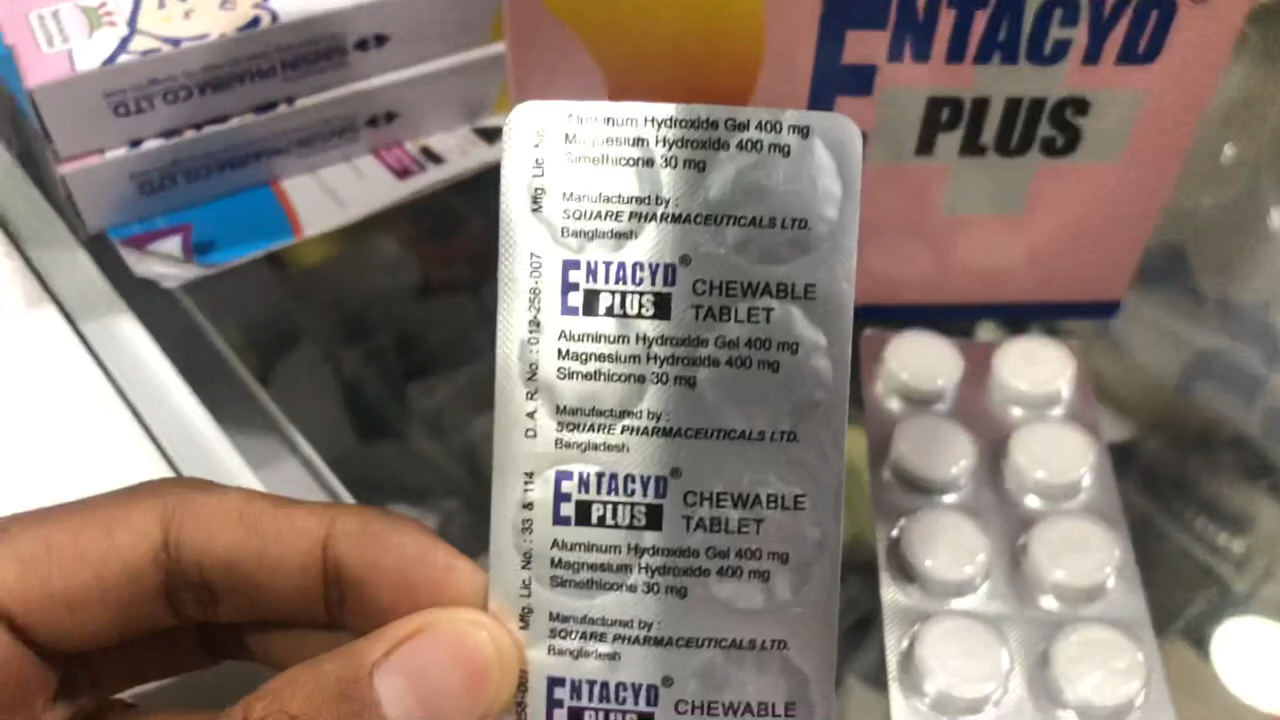 ENTACYD
PLUS
Aluminum Hydroxide Gel 400 mg
Magnesium Hydroxide 400 mg
Simethicone 30 mg
Manufactured by :
SQUARE PHARMACEUTICALS LTD.
Bangladesh
ENTACYD®
PLUS
CHEWABLE
TABLET
Aluminum Hydroxide Gel 400 mg
Magnesium Hydroxide 400 mg
Simethicone 30 mg
Manufactured by :
SQUARE PHARMACEUTICALS LTD.
Bangladesh
ENTACYD®
PLUS
CHEWABLE
TABLET
Aluminum Hydroxide Gel 400 mg
Magnesium Hydroxide 400 mg
Simethicone 30 mg
Manufactured by :
SQUARE PHARMACEUTICALS LTD.
Bangladesh
ENTACYD®
PLUS
CHEWABLE
Mfg. Lic. No
D. A. R. No. : 012-258-007
Mfg. Lic. No. : 33 & 114
PHARMA CO. LTD
CO. LTD